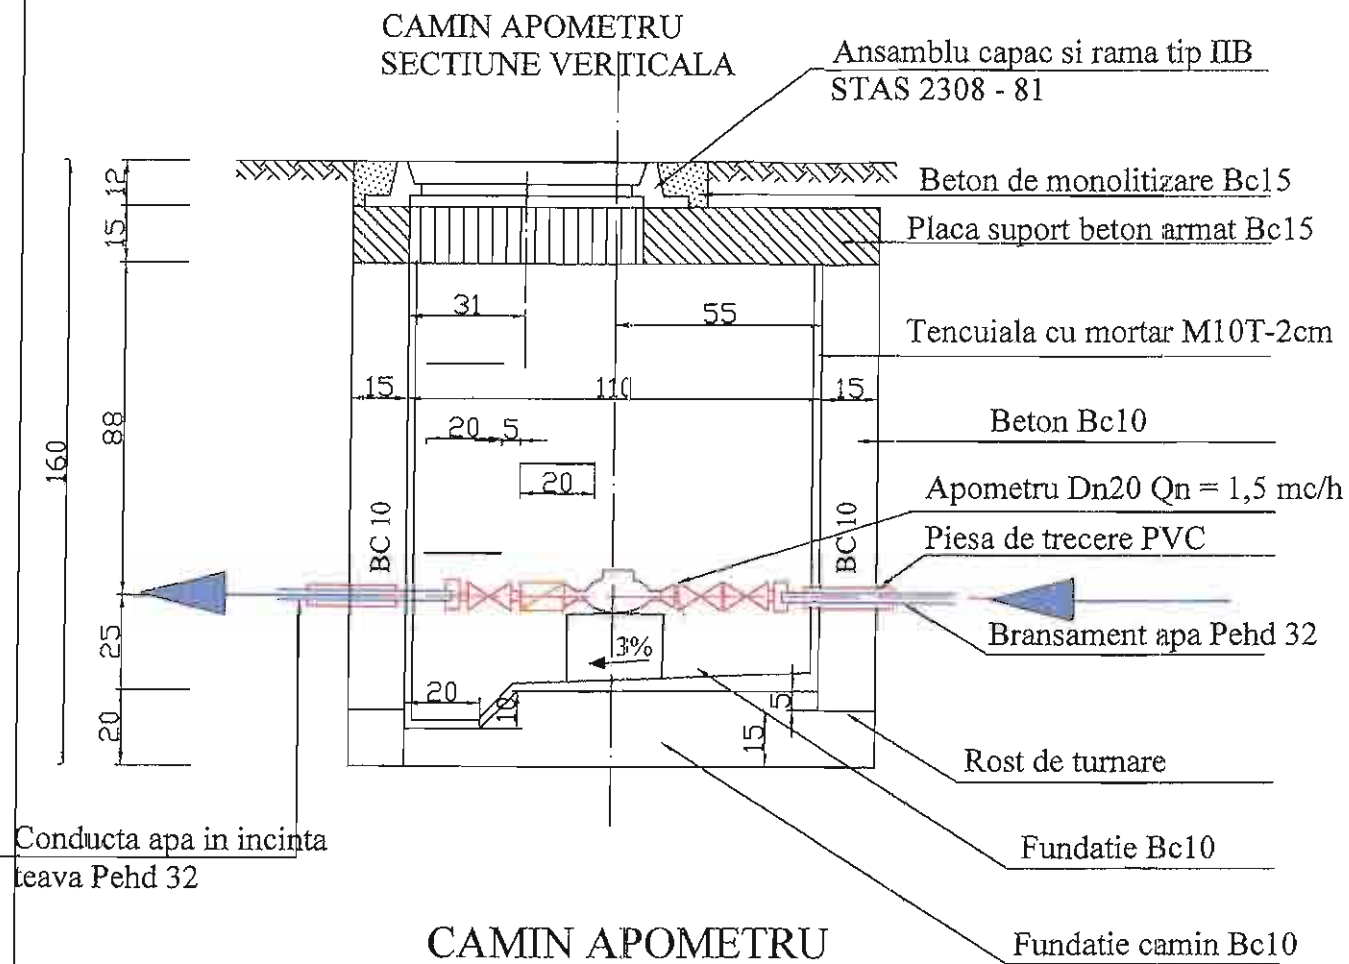 CAMIN APOMETRU
SECTIUNE VERTICALA
Ansamblu capac si rama tip IIB
STAS 2308 - 81
12
Beton de monolitizare Bc15
15
Placa suport beton armat Bc15
31
55
Tencuiala cu mortar M10T-2cm
15
110
15
88
160
20
5
Beton Bc10
20
Apometru Dn20 Qn = 1,5 mc/h
BC 10
BC 10
Piesa de trecere PVC
Bransament apa Pehd 32
25
3%
20
10
5
20
15
Rost de turnare
Conducta apa in incinta
teava Pehd 32
Fundatie Bc10
CAMIN APOMETRU
Fundatie camin Bc10